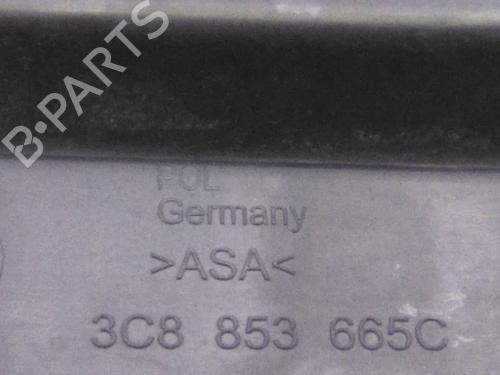 B-PARTS
POL
Germany
>ASA<
3C8 853 665C